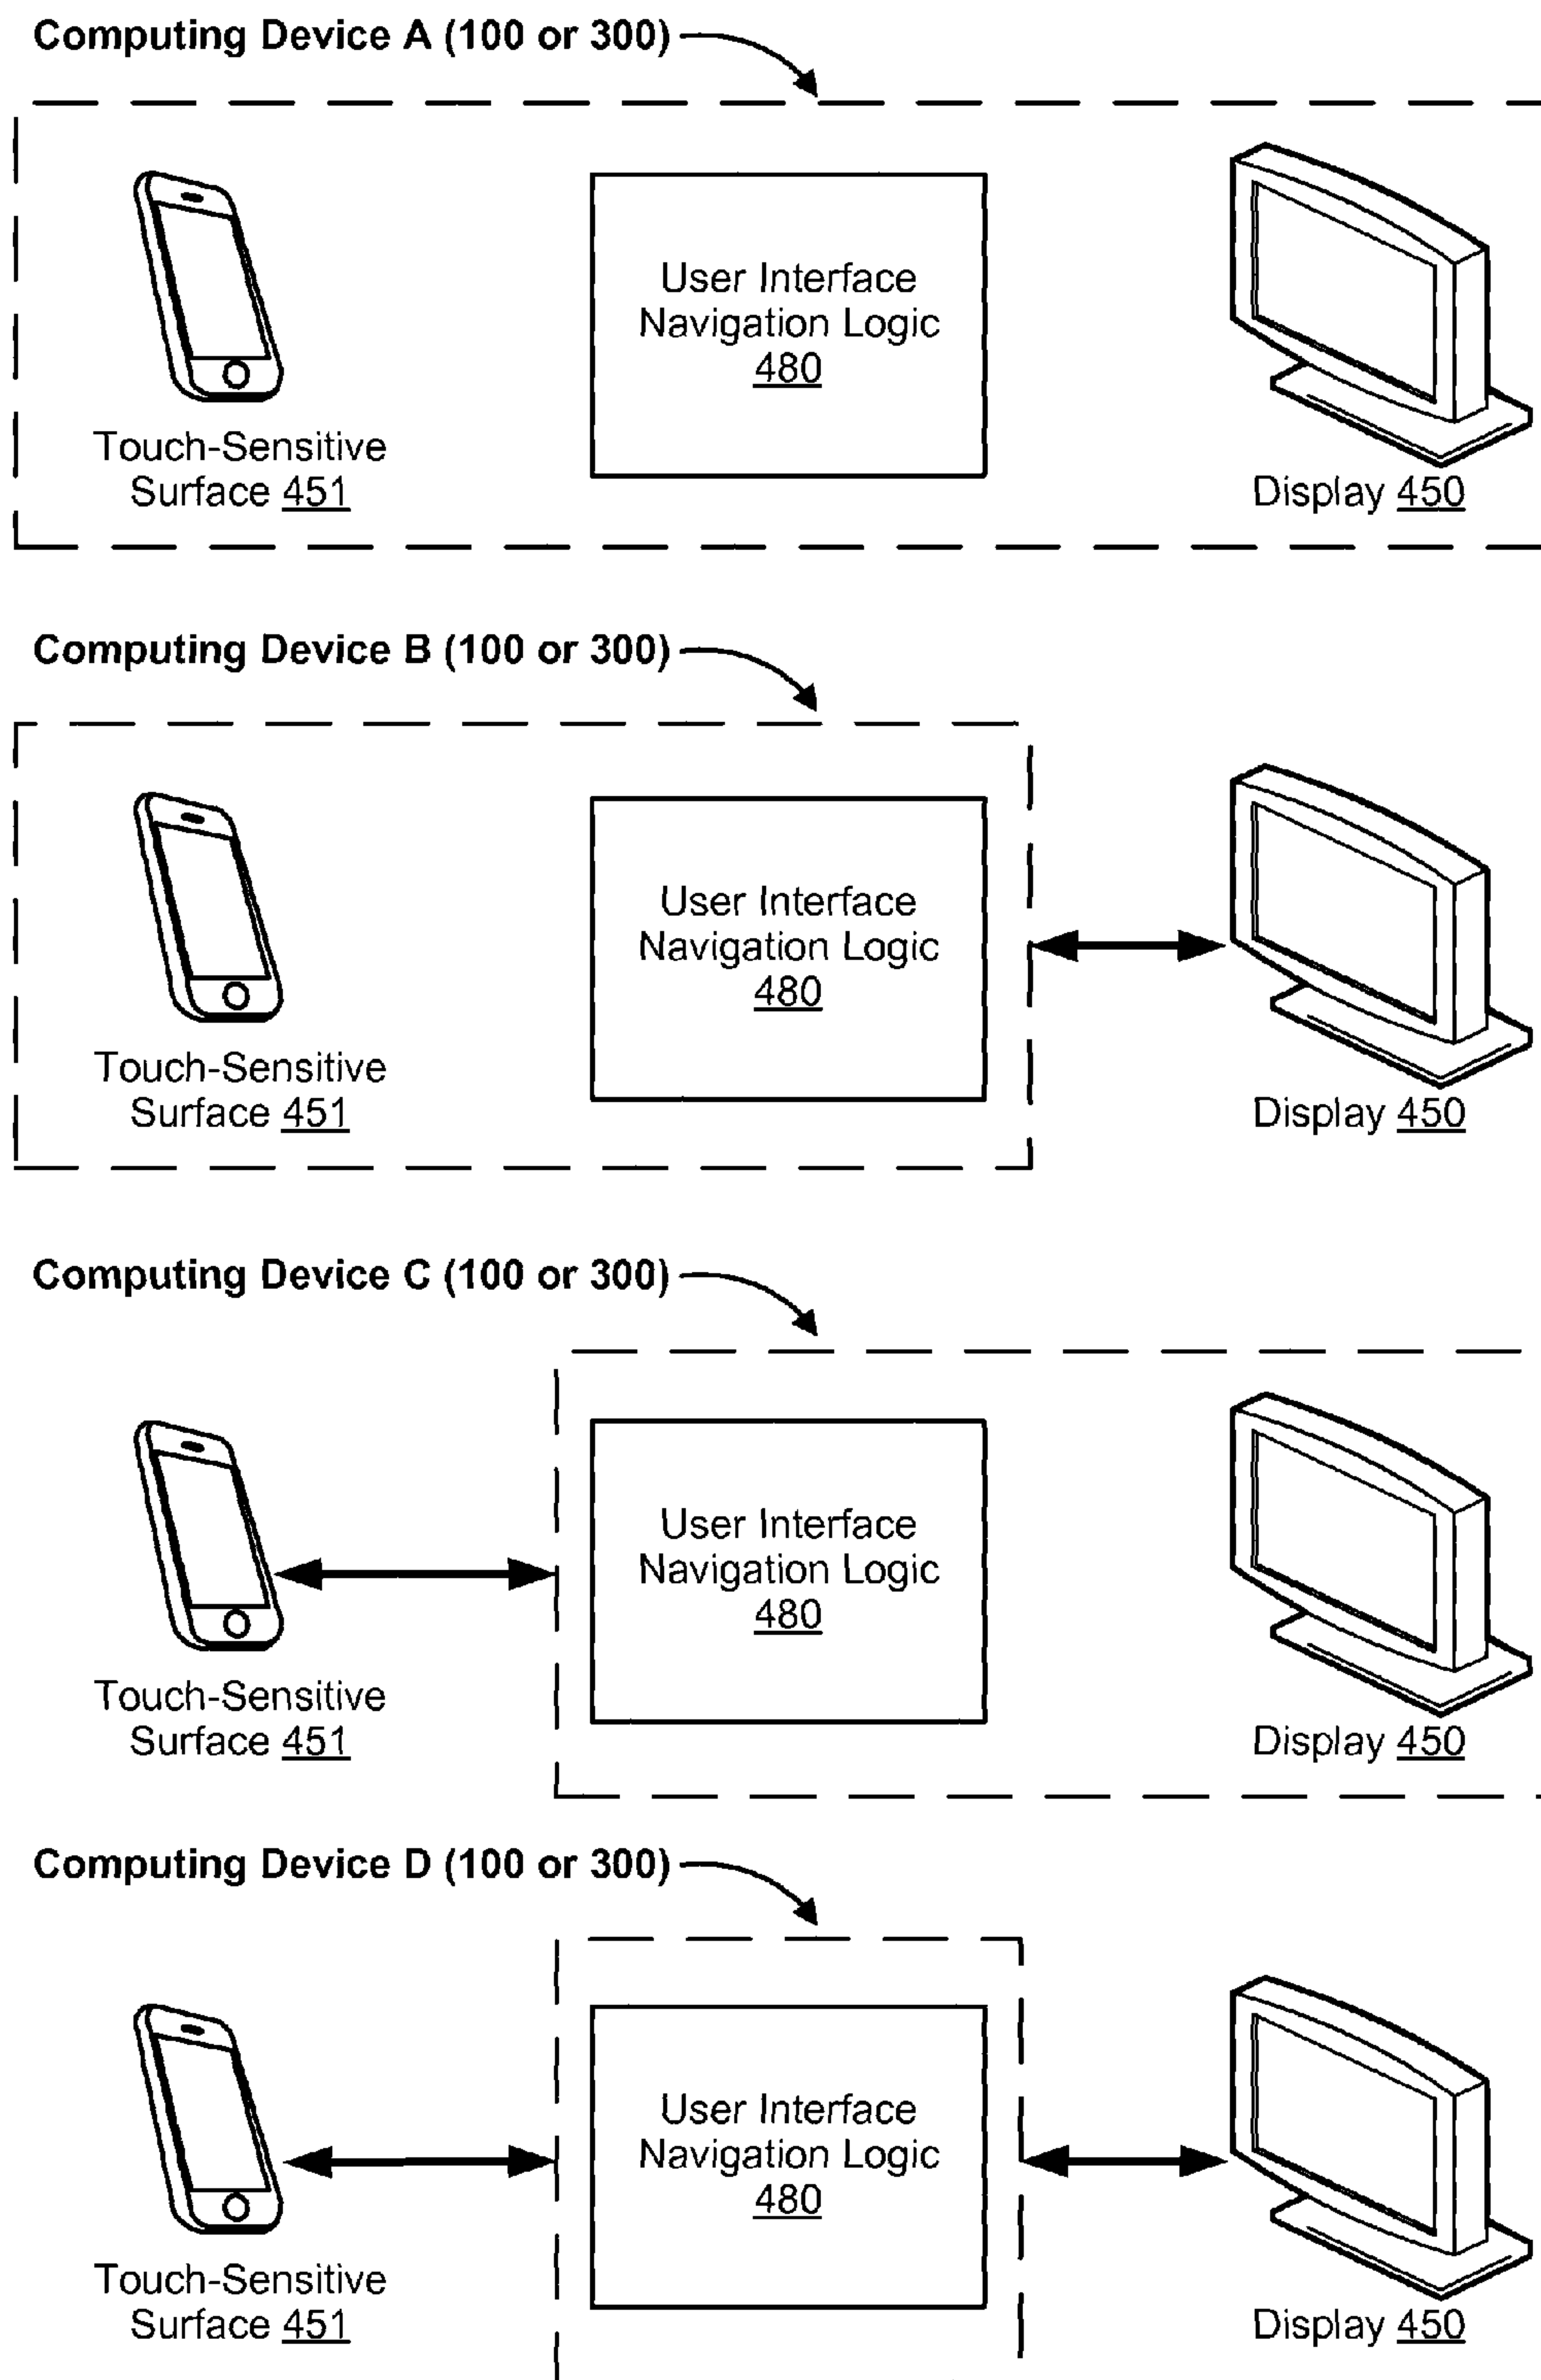 Computing Device A (100 or 300)
User Interface
Navigation Logic
480
Touch-Sensitive
Surface 451
Display 450
Computing Device B (100 or 300)
User Interface
Navigation Logic
480
Touch-Sensitive
Surface 451
Display 450
Computing Device C (100 or 300)
User Interface
Navigation Logic
480
Touch-Sensitive
Surface 451
Display 450
Computing Device D (100 or 300)
User Interface
Navigation Logic
480
Touch-Sensitive
Surface 451
Display 450